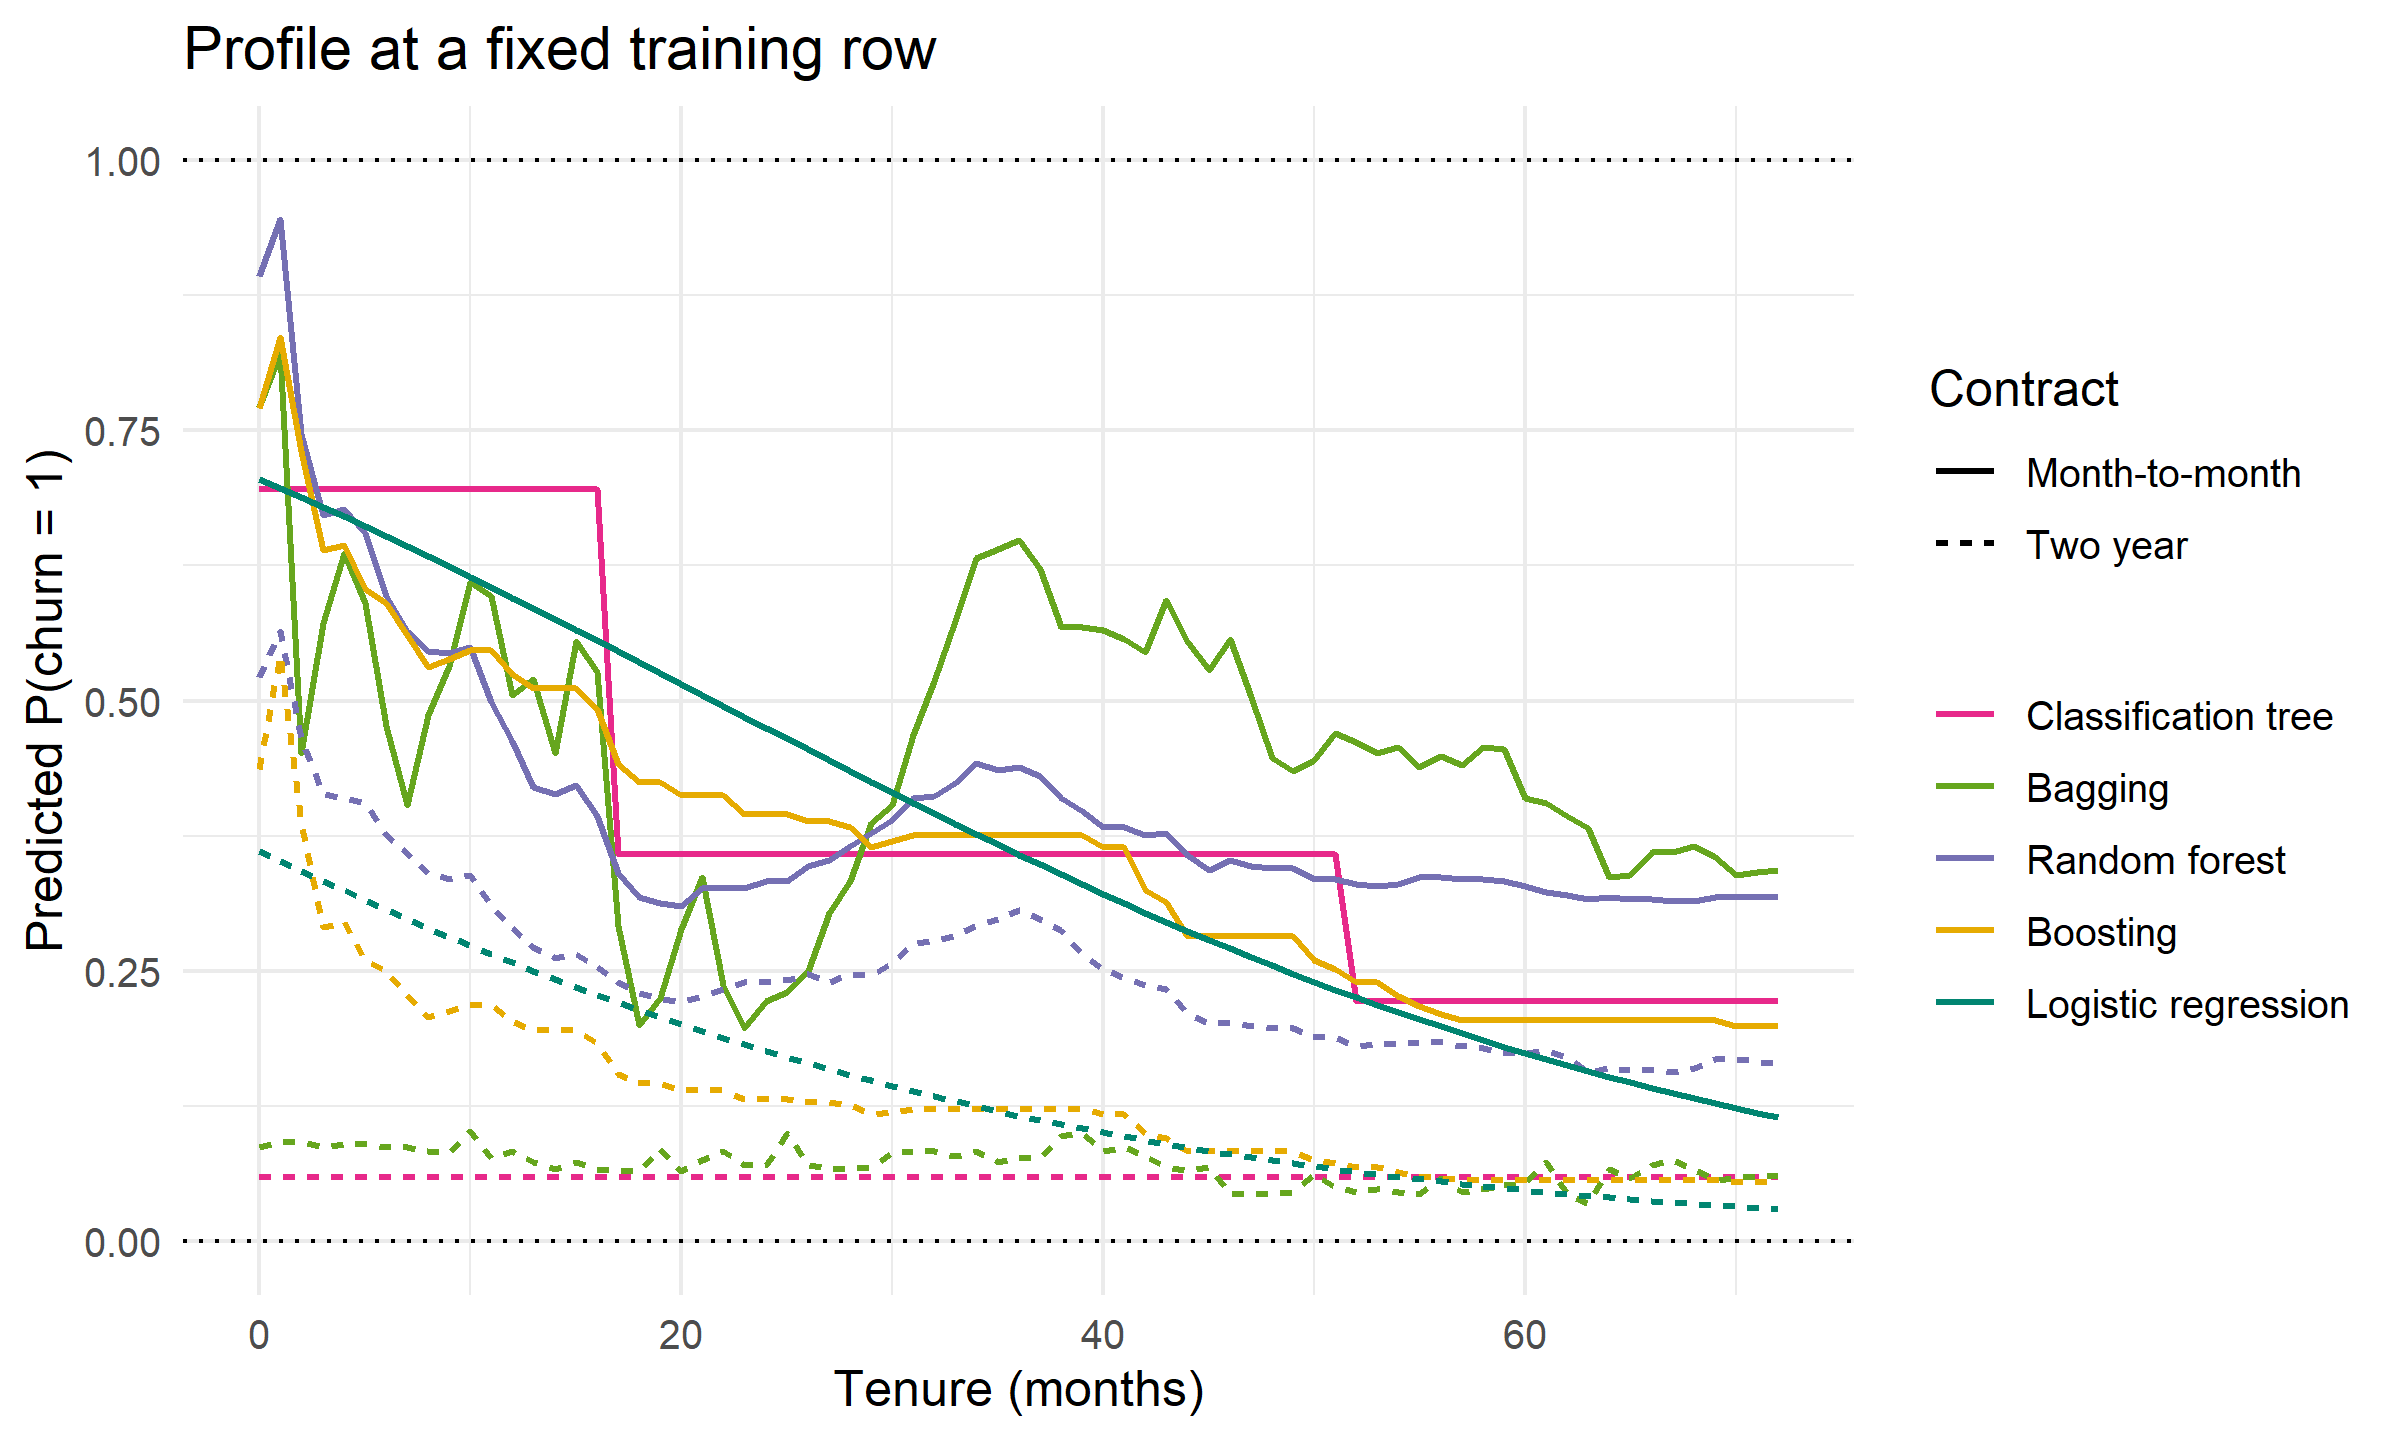 Profile at a fixed training row
Predicted P(churn = 1)
1.00
0.75
0.50
0.25
0.00
0
20
40
60
Tenure (months)
Contract
Month-to-month
Two year
Classification tree
Bagging
Random forest
Boosting
Logistic regression